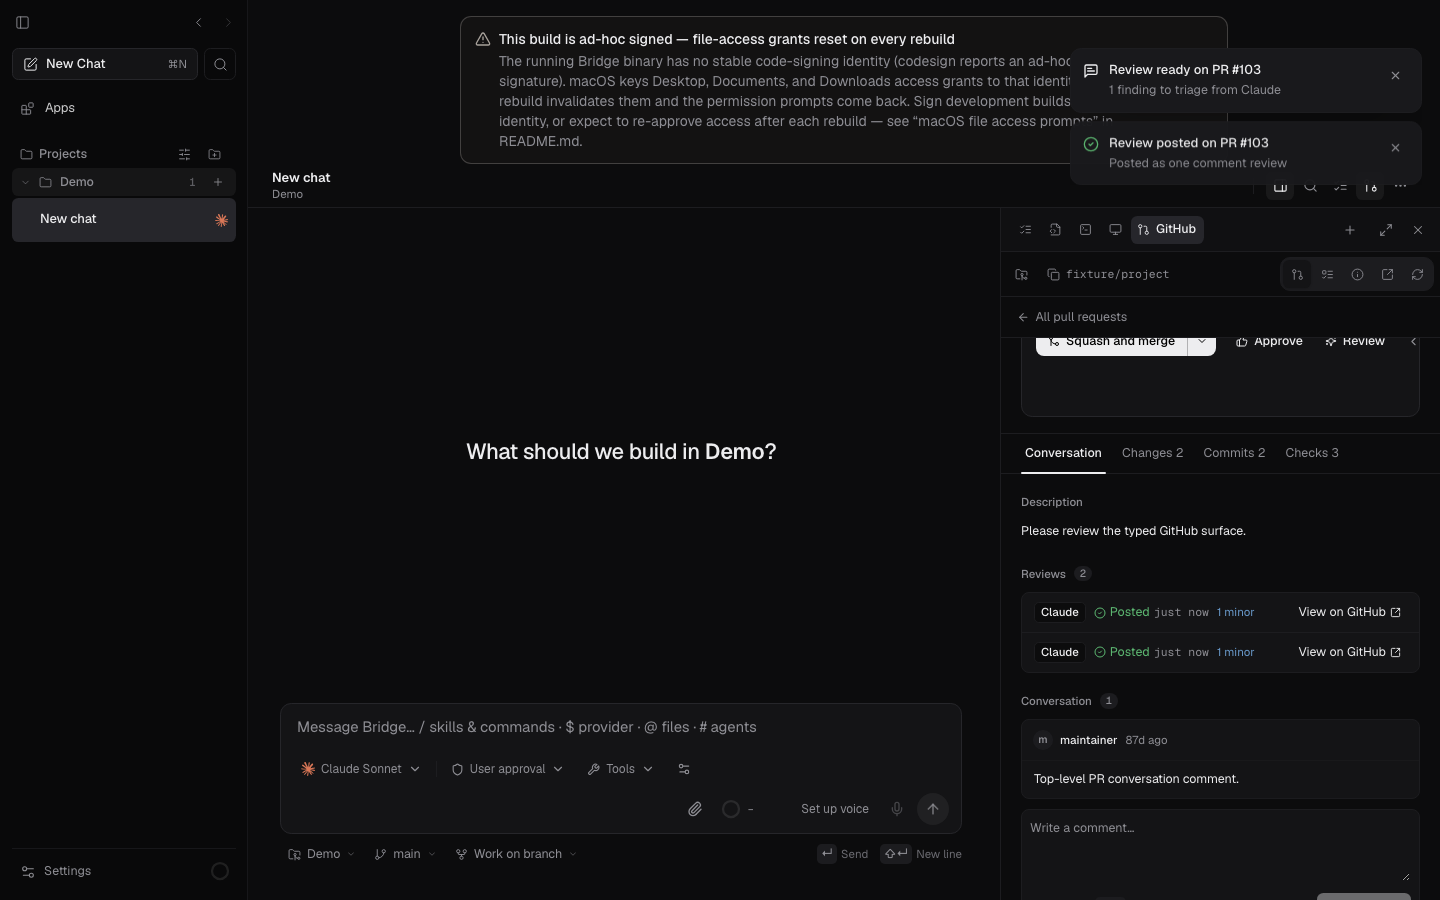 New Chat
⌘N
Apps
Projects
Demo
1
New chat
Settings
This build is ad-hoc signed — file-access grants reset on every rebuild
The running Bridge binary has no stable code-signing identity (codesign reports an ad-hoc
signature). macOS keys Desktop, Documents, and Downloads access grants to that
rebuild invalidates them and the permission prompts come back. Sign development builds
identity, or expect to re-approve access after each rebuild — see “macOS file access prompts” in
README.md.
Review ready on PR #103
1 finding to triage from Claude
Review posted on PR #103
Posted as one comment review
New chat
Demo
What should we build in Demo?
Message Bridge... / skills & commands · $ provider · @ files · # agents
Claude Sonnet
User approval
Tools
–
Set up voice
Demo
main
Work on branch
Send
New line
GitHub
fixture/project
All pull requests
Squash and merge
Approve
Review
Conversation
Changes 2
Commits 2
Checks 3
Description
Please review the typed GitHub surface.
Reviews 2
Claude Posted just now 1 minor View on GitHub
Claude Posted just now 1 minor View on GitHub
Conversation 1
m maintainer 87d ago
Top-level PR conversation comment.
Write a comment...